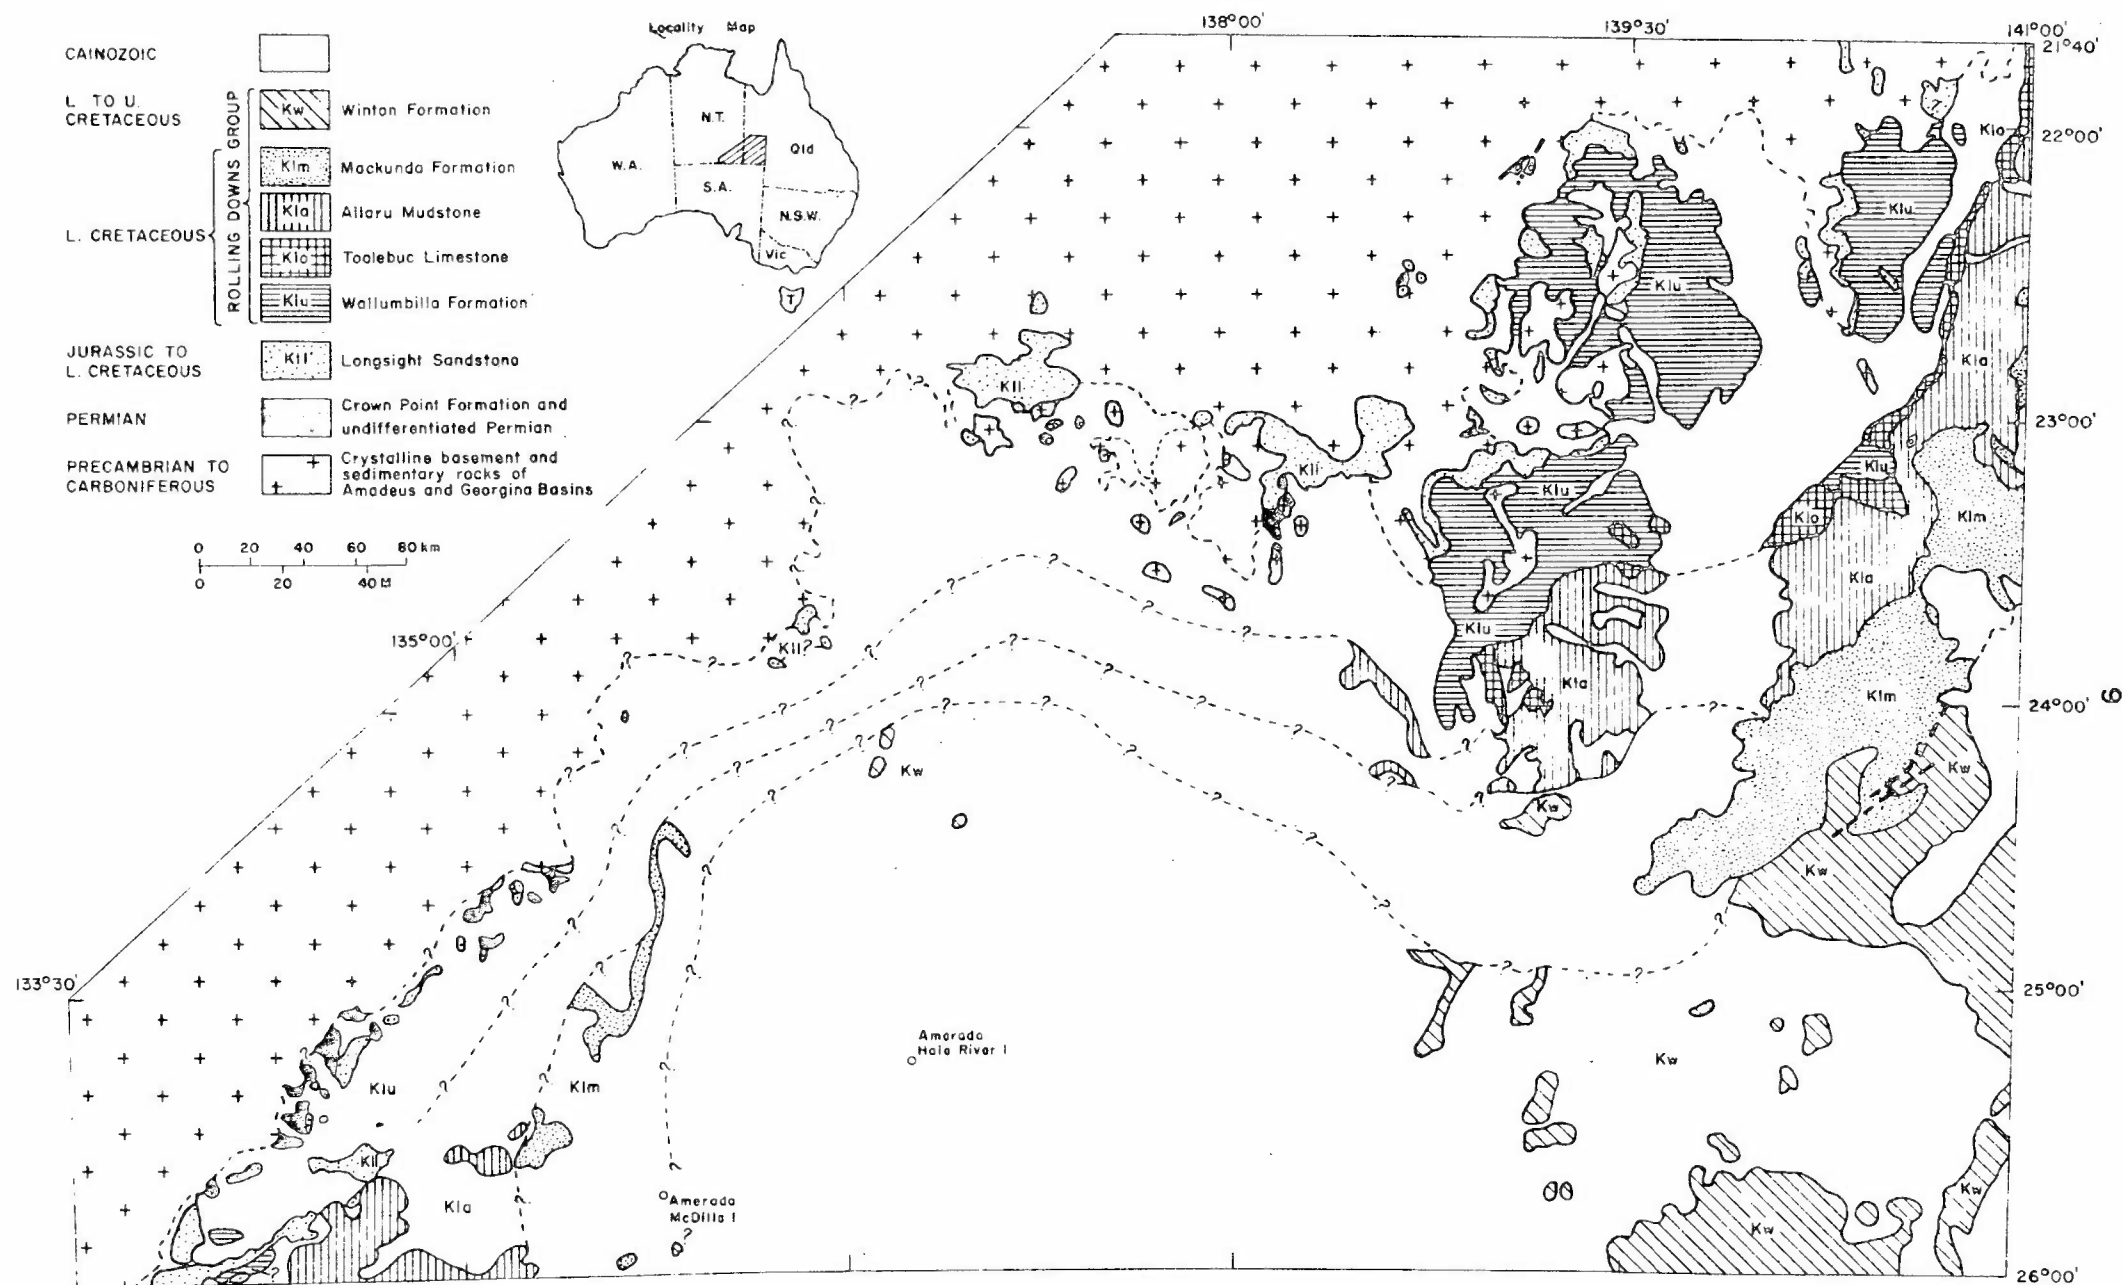 Locality Map
W.A.
N.T.
S.A.
Qld
N.S.W.
Vic
T
CAINOZOIC
L. TO U.
CRETACEOUS
Kw Winton Formation
ROLLING DOWNS GROUP
Klm Mackunda Formation
Kla Allaru Mudstone
L. CRETACEOUS
Klo Toolebuc Limestone
Klu Wallumbilla Formation
JURASSIC TO
L. CRETACEOUS
Kll Longsight Sandstone
PERMIAN
Crown Point Formation and
undifferentiated Permian
PRECAMBRIAN TO
CARBONIFEROUS
Crystalline basement and
sedimentary rocks of
Amadeus and Georgina Basins
0 20 40 60 80 km
0 20 40 M
138°00'
139°30'
141°00'
21°40'
22°00'
23°00'
24°00'
25°00'
26°00'
135°00'
133°30'
9
Klo
Klu
Klu
Kla
Kll
Kll
Klu
Klu
Klo
Klm
Kla
Klu
Kll?
Kla
Klm
Kw
Kw
Kw
Kw
Amerada
Hale River 1
Kw
Klu
Klm
Kll
Kla
Amerada
McDills 1
Kw
Kw